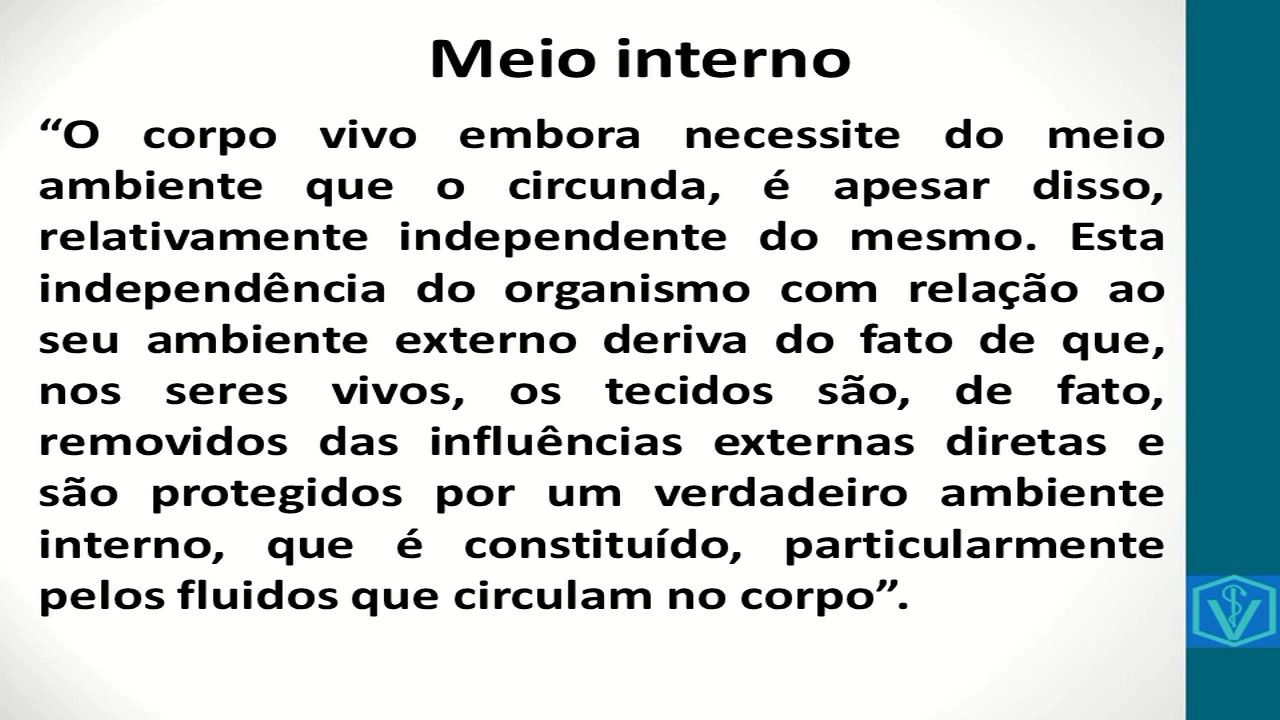 Meio interno
“O corpo vivo embora necessite do meio
ambiente que o circunda, é apesar disso,
relativamente independente do mesmo. Esta
independência do organismo com relação ao
seu ambiente externo deriva do fato de que,
nos seres vivos, os tecidos são, de fato,
removidos das influências externas diretas e
são protegidos por um verdadeiro ambiente
interno, que é constituído, particularmente
pelos fluidos que circulam no corpo”.